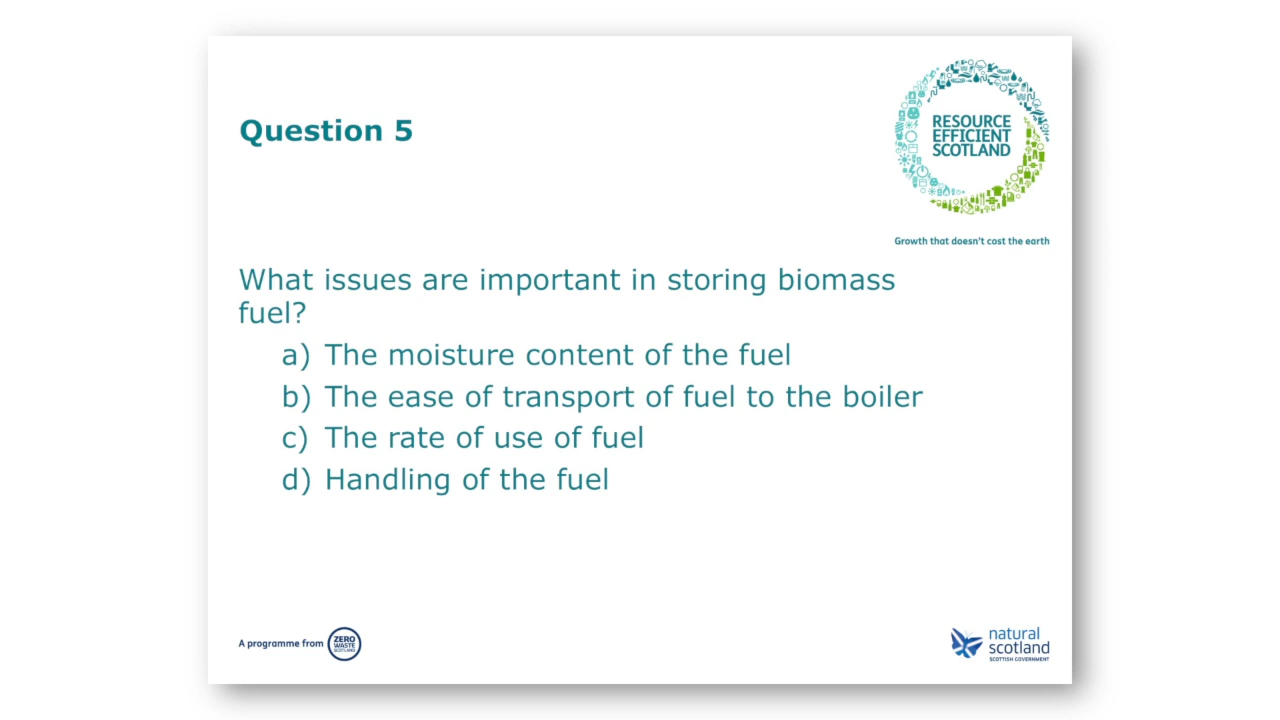 Question 5
RESOURCE
EFFICIENT
SCOTLAND
Growth that doesn't cost the earth
What issues are important in storing biomass
fuel?
a) The moisture content of the fuel
b) The ease of transport of fuel to the boiler
c) The rate of use of fuel
d) Handling of the fuel
A programme from
ZERO
WASTE
SCOTLAND
natural
scotland
SCOTTISH GOVERNMENT